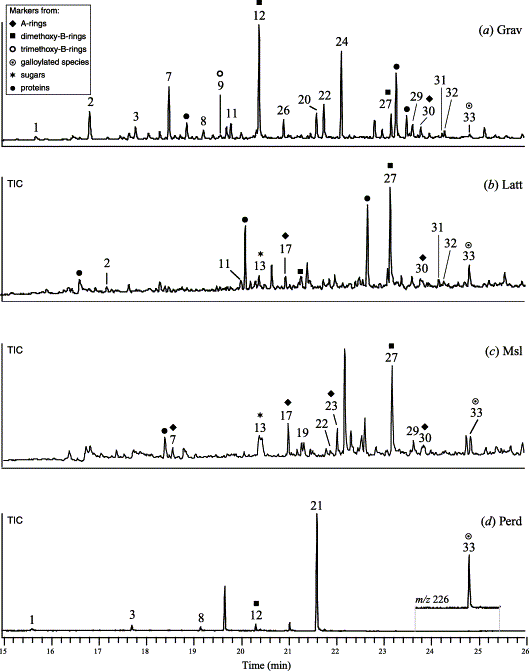 Markers from:
A-rings
dimethoxy-B-rings
trimethoxy-B-rings
galloylated species
sugars
proteins
(a) Grav
1
2
3
7
8
9
11
12
26
20
22
24
27
29
30
31
32
33
TIC
(b) Latt
2
11
13
17
27
30
31
32
33
TIC
(c) Msl
7
13
17
19
22
23
27
29
30
33
TIC
(d) Perd
1
3
8
12
21
33
m/z 226
15 16 17 18 19 20 21 22 23 24 25 26
Time (min)